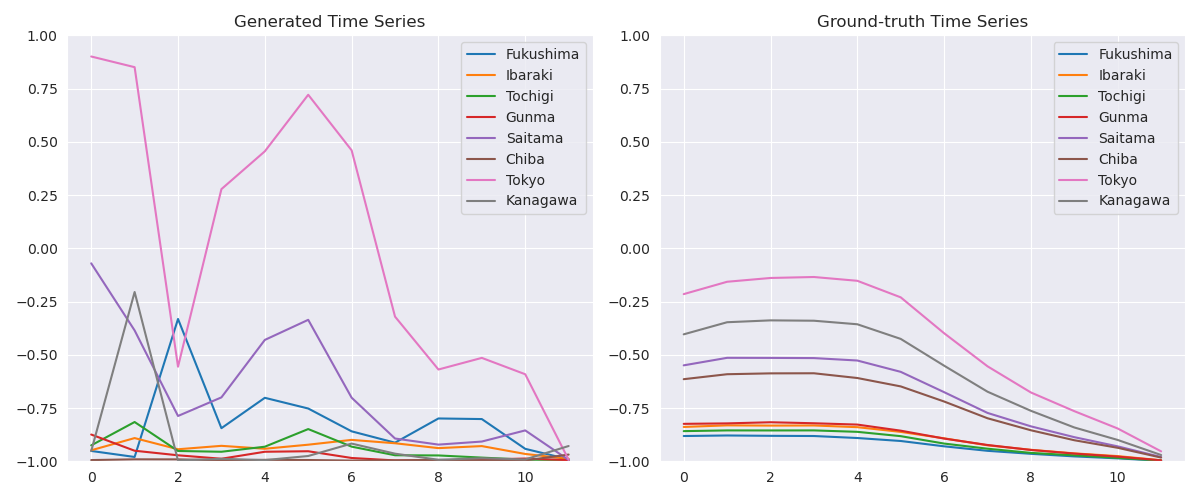 Generated Time Series
1.00
0.75
0.50
0.25
0.00
−0.25
−0.50
−0.75
−1.00
0
2
4
6
8
10
Fukushima
Ibaraki
Tochigi
Gunma
Saitama
Chiba
Tokyo
Kanagawa
Ground-truth Time Series
1.00
0.75
0.50
0.25
0.00
−0.25
−0.50
−0.75
−1.00
0
2
4
6
8
10
Fukushima
Ibaraki
Tochigi
Gunma
Saitama
Chiba
Tokyo
Kanagawa